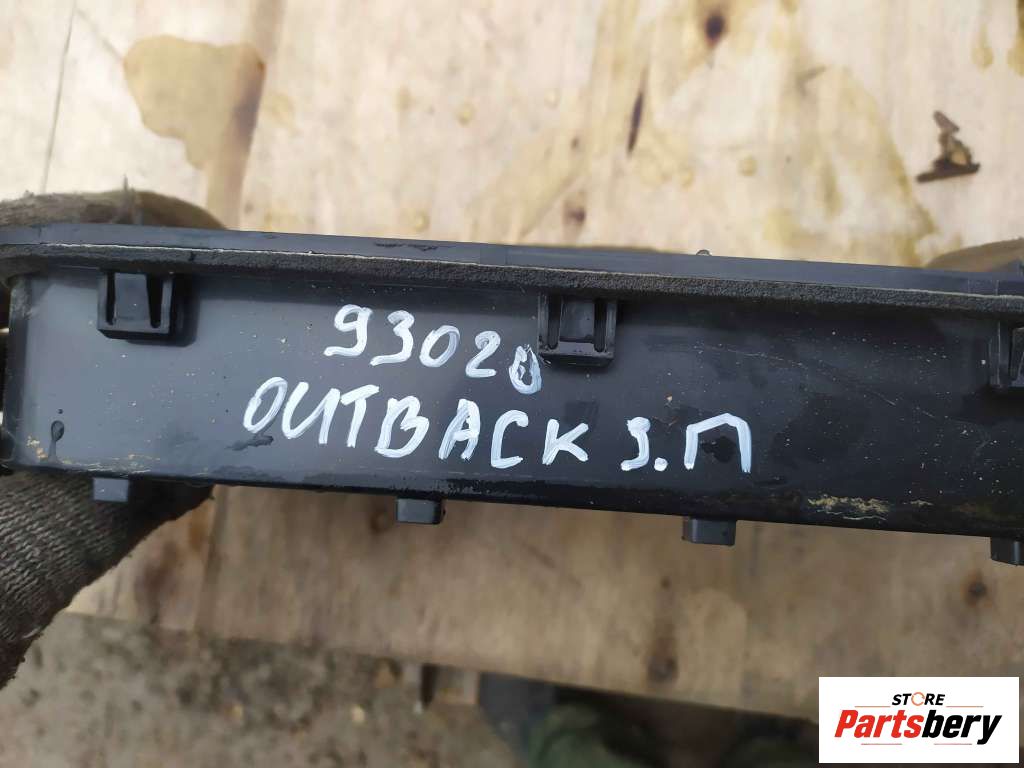 93020
OUTBACK З.П
STORE
Partsbery